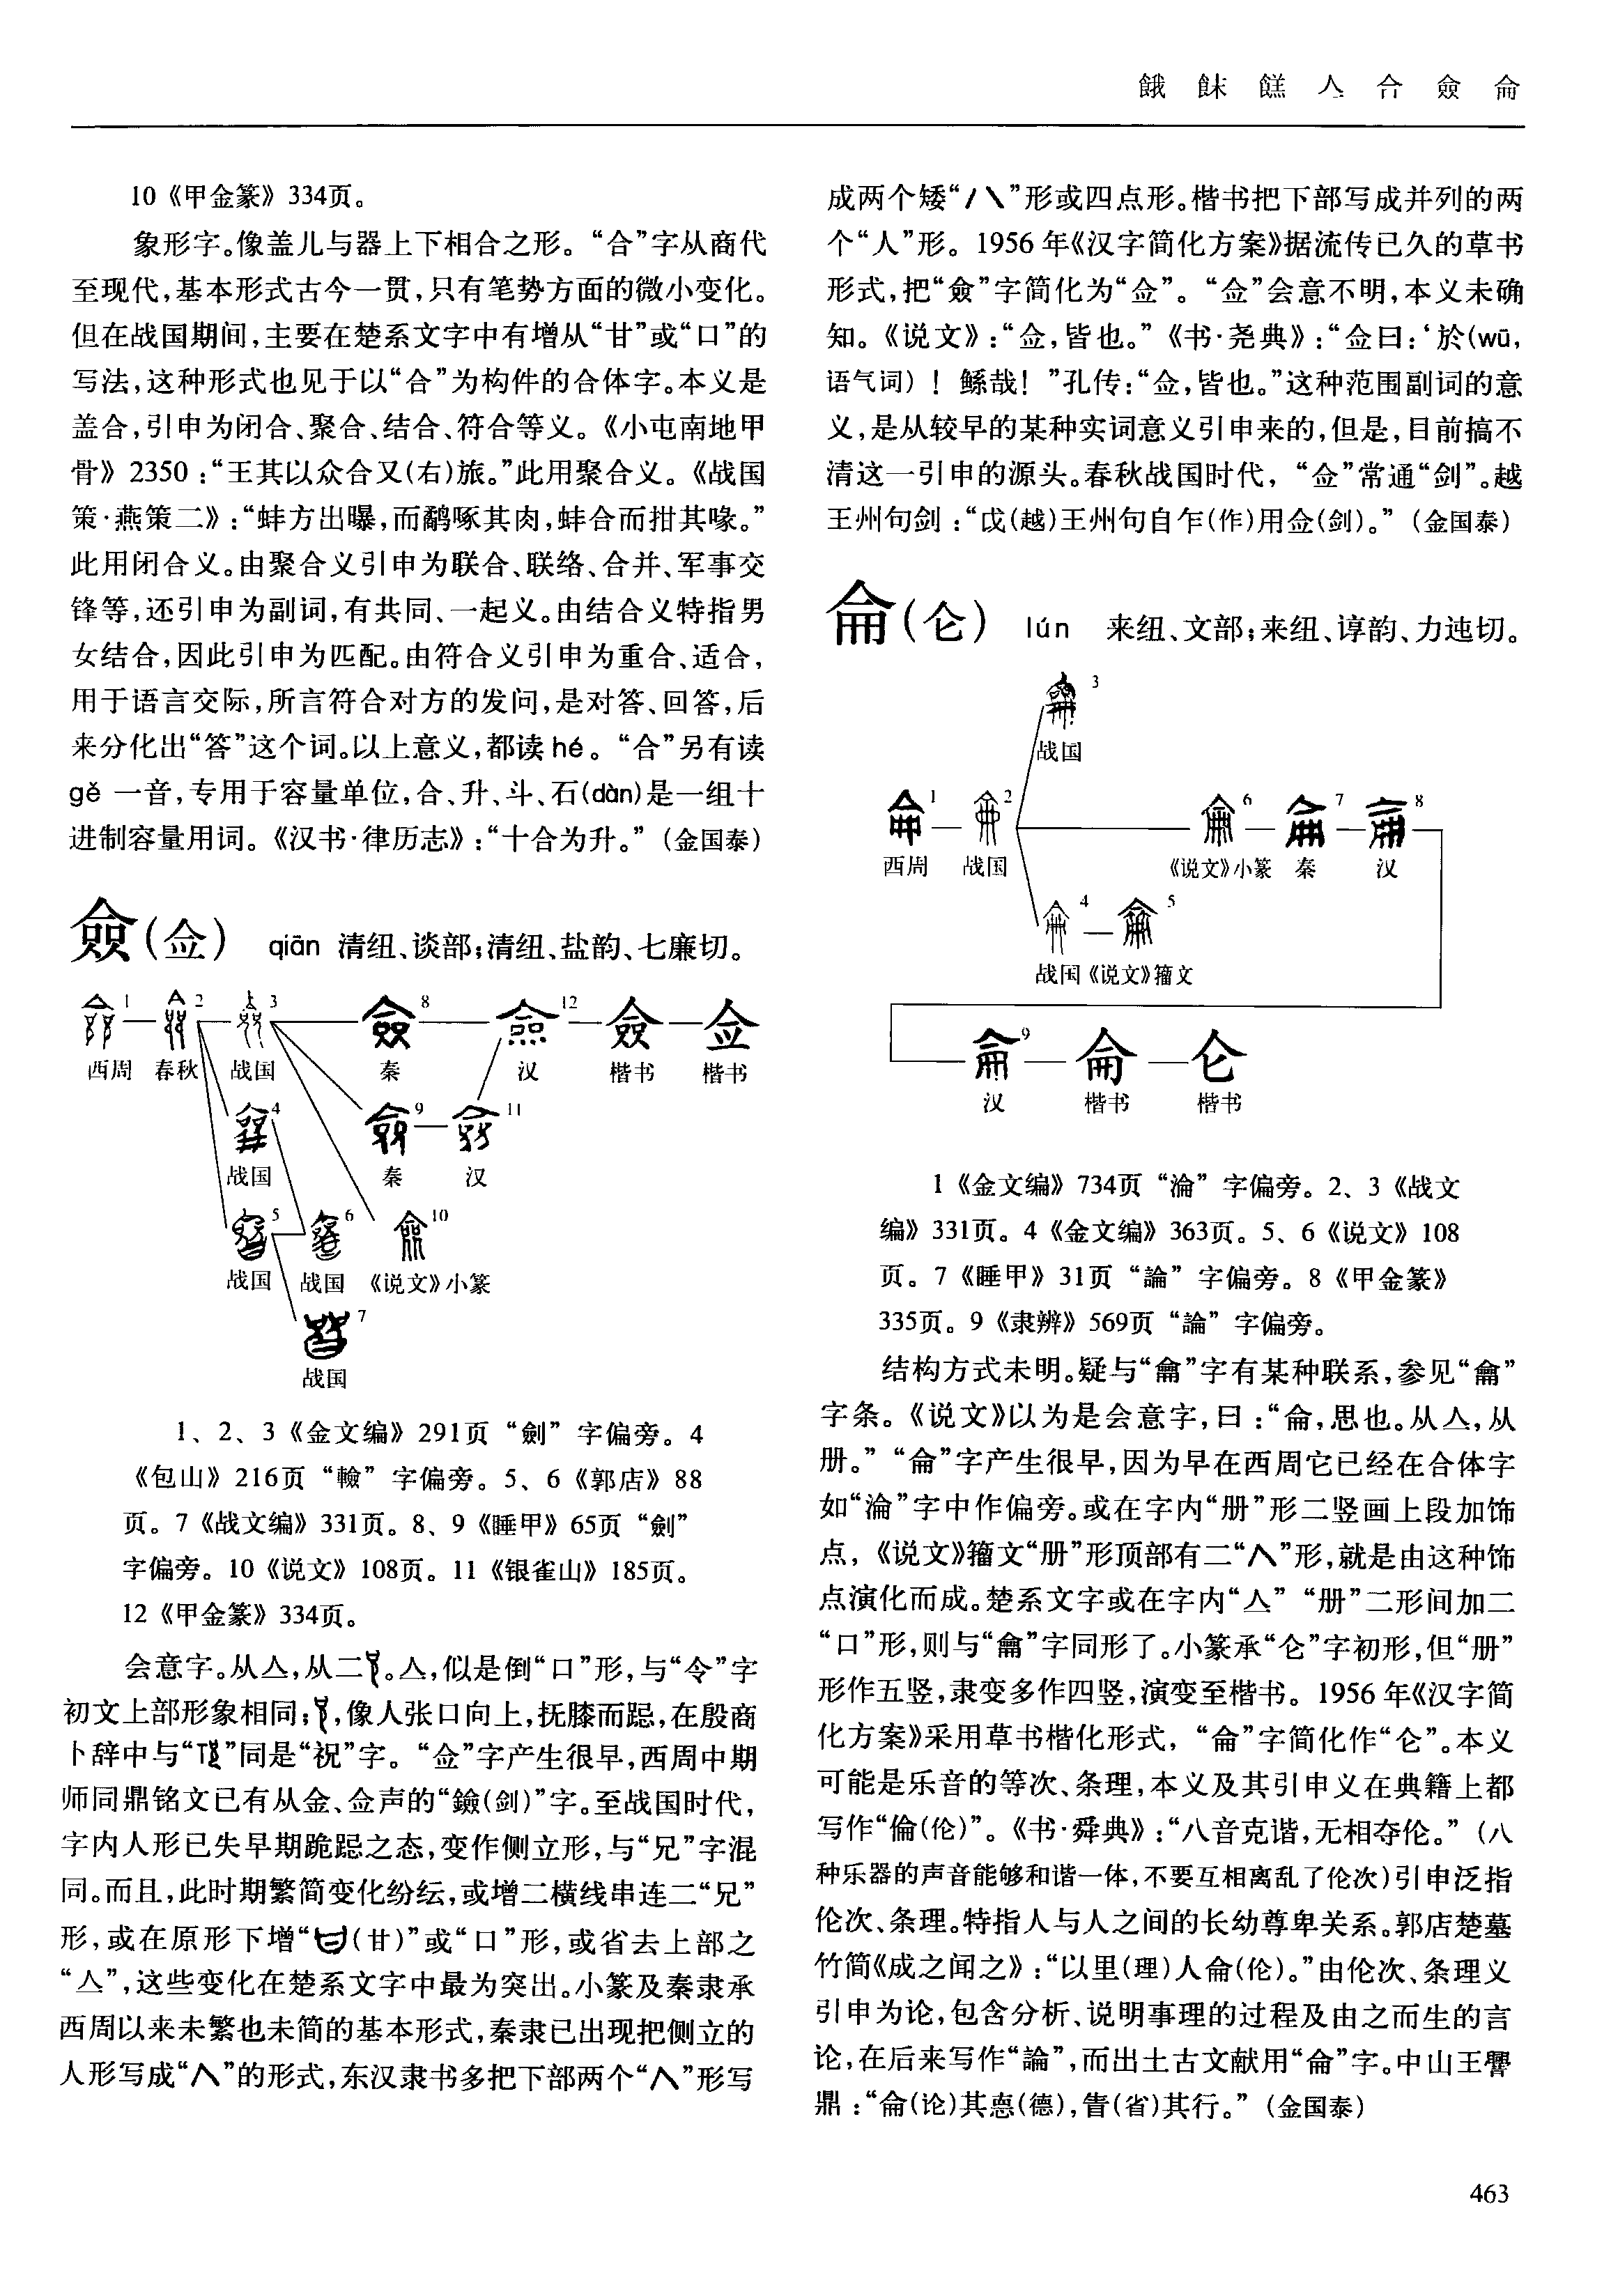 餓 餗 餻 亼 合 僉 侖
10《甲金篆》334页。
象形字。像盖儿与器上下相合之形。“合”字从商代
至现代,基本形式古今一贯,只有笔势方面的微小变化。
但在战国期间,主要在楚系文字中有增从“甘”或“口”的
写法,这种形式也见于以“合”为构件的合体字。本义是
盖合,引申为闭合、聚合、结合、符合等义。《小屯南地甲
骨》2350:“王其以众合又(右)旅。”此用聚合义。《战国
策·燕策二》:“蚌方出曝,而鹬啄其肉,蚌合而拑其喙。”
此用闭合义。由聚合义引申为联合、联络、合并、军事交
锋等,还引申为副词,有共同、一起义。由结合义特指男
女结合,因此引申为匹配。由符合义引申为重合、适合,
用于语言交际,所言符合对方的发问,是对答、回答,后
来分化出“答”这个词。以上意义,都读hé。“合”另有读
gě 一音,专用于容量单位,合、升、斗、石(dàn)是一组十
进制容量用词。《汉书·律历志》:“十合为升。”(金国泰)
僉(佥) qiān 清纽、谈部;清纽、盐韵、七廉切。
1 2 3 8 12
西周 春秋 战国 秦 汉 楷书 楷书
僉 佥
4 9 11
战国 秦 汉
5 6 10
战国 战国 《说文》小篆
7
战国
1、2、3《金文编》291页“劍”字偏旁。4
《包山》216页“輸”字偏旁。5、6《郭店》88
页。7《战文编》331页。8、9《睡甲》65页“劍”
字偏旁。10《说文》108页。11《银雀山》185页。
12《甲金篆》334页。
会意字。从亼,从二。亼,似是倒“口”形,与“令”字
初文上部形象相同;,像人张口向上,抚膝而跽,在殷商
卜辞中与“”同是“祝”字。“佥”字产生很早,西周中期
师同鼎铭文已有从金、佥声的“鐱(剑)”字。至战国时代,
字内人形已失早期跪跽之态,变作侧立形,与“兄”字混
同。而且,此时期繁简变化纷纭,或增二横线串连二“兄”
形,或在原形下增“(甘)”或“口”形,或省去上部之
“亼”,这些变化在楚系文字中最为突出。小篆及秦隶承
西周以来未繁也未简的基本形式,秦隶已出现把侧立的
人形写成“”的形式,东汉隶书多把下部两个“”形写
成两个矮“/\”形或四点形。楷书把下部写成并列的两
个“人”形。1956年《汉字简化方案》据流传已久的草书
形式,把“僉”字简化为“佥”。“佥”会意不明,本义未确
知。《说文》:“佥,皆也。”《书·尧典》:“佥曰:‘於(wū,
语气词)!鲧哉!”孔传:“佥,皆也。”这种范围副词的意
义,是从较早的某种实词意义引申来的,但是,目前搞不
清这一引申的源头。春秋战国时代,“佥”常通“剑”。越
王州句剑:“戉(越)王州句自乍(作)用佥(剑)。”(金国泰)
侖(仑) lún 来纽、文部;来纽、谆韵、力迍切。
3
战国
1 2 6 7 8
西周 战国 《说文》小篆 秦 汉
4 5
战国《说文》籀文
9 侖 仑
汉 楷书 楷书
1《金文编》734页“淪”字偏旁。2、3《战文
编》331页。4《金文编》363页。5、6《说文》108
页。7《睡甲》31页“論”字偏旁。8《甲金篆》
335页。9《隶辨》569页“論”字偏旁。
结构方式未明。疑与“龠”字有某种联系,参见“龠”
字条。《说文》以为是会意字,曰:“侖,思也。从亼,从
册。”“侖”字产生很早,因为早在西周它已经在合体字
如“淪”字中作偏旁。或在字内“册”形二竖画上段加饰
点,《说文》籀文“册”形顶部有二“”形,就是由这种饰
点演化而成。楚系文字或在字内“亼”“册”二形间加二
“口”形,则与“龠”字同形了。小篆承“仑”字初形,但“册”
形作五竖,隶变多作四竖,演变至楷书。1956年《汉字简
化方案》采用草书楷化形式,“侖”字简化作“仑”。本义
可能是乐音的等次、条理,本义及其引申义在典籍上都
写作“倫(伦)”。《书·舜典》:“八音克谐,无相夺伦。”(八
种乐器的声音能够和谐一体,不要互相离乱了伦次)引申泛指
伦次、条理。特指人与人之间的长幼尊卑关系。郭店楚墓
竹简《成之闻之》:“以里(理)人侖(伦)。”由伦次、条理义
引申为论,包含分析、说明事理的过程及由之而生的言
论,在后来写作“論”,而出土古文献用“侖”字。中山王
鼎:“侖(论)其悳(德),眚(省)其行。”(金国泰)
463